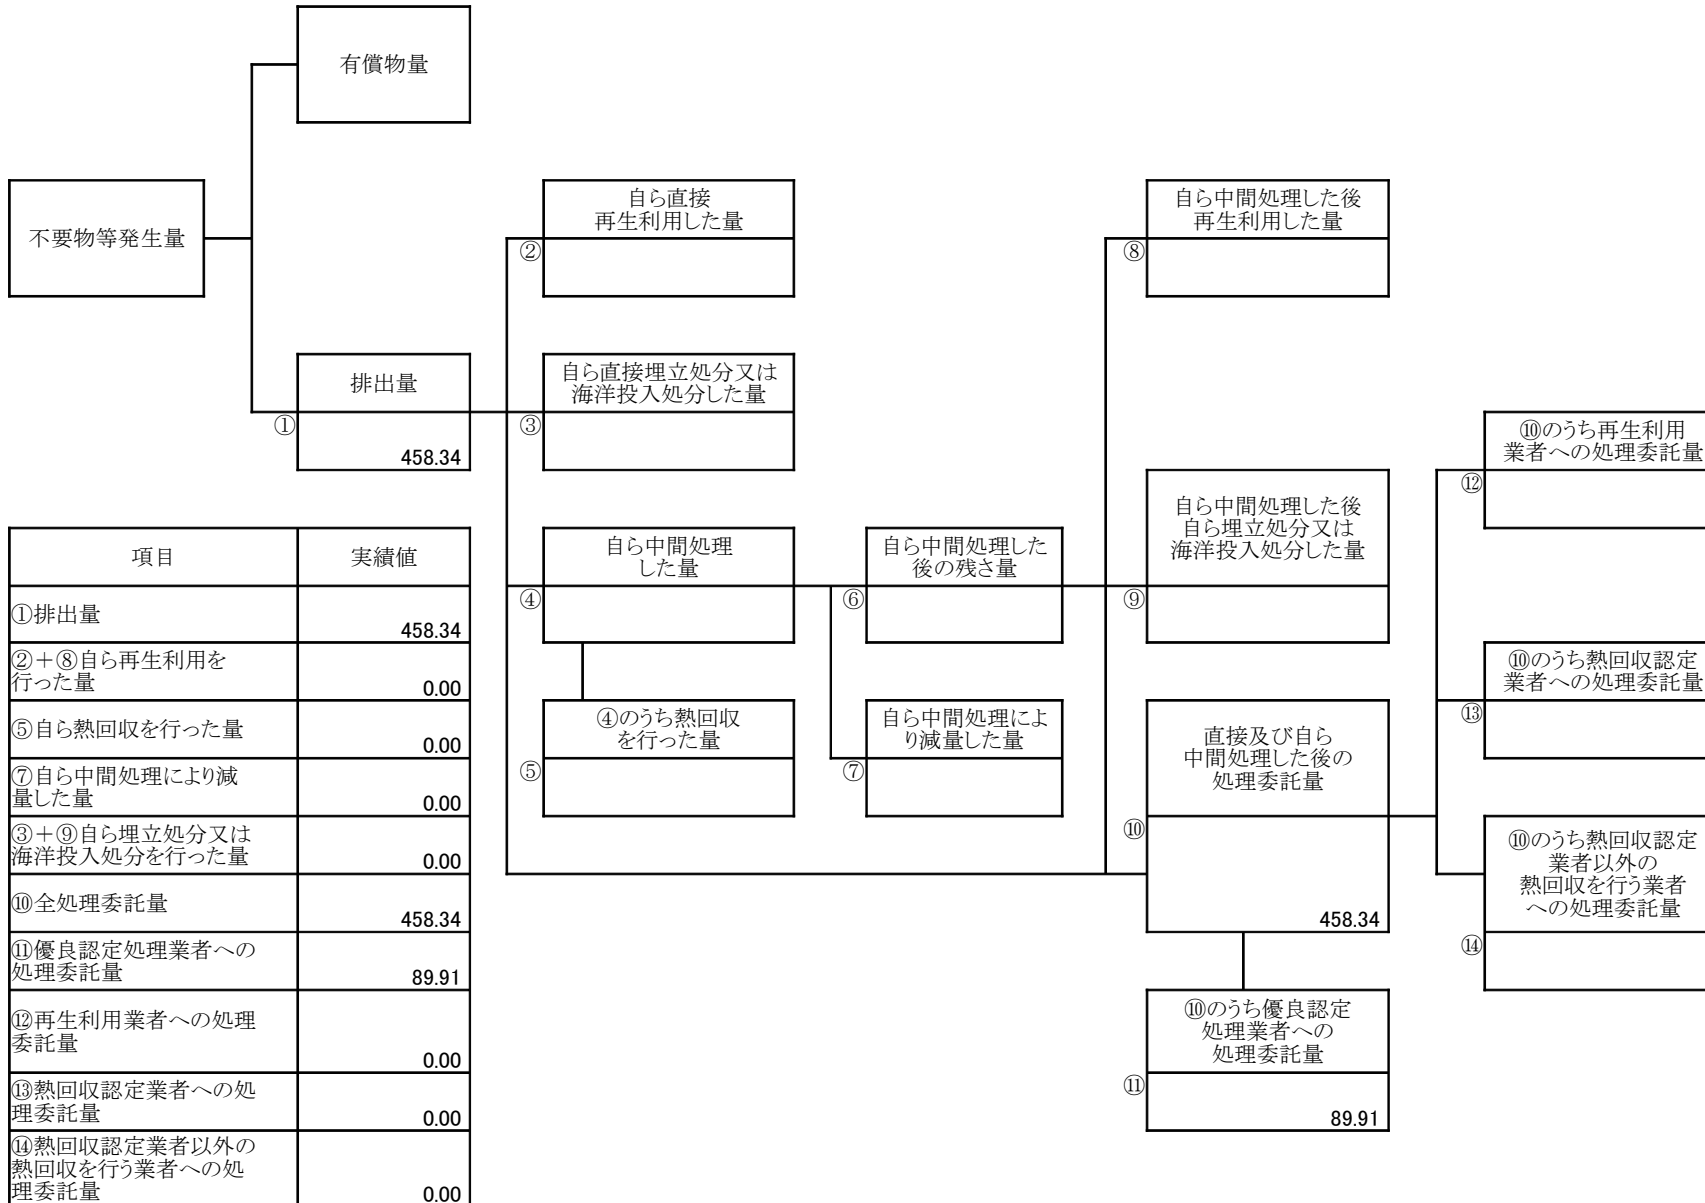 有償物量
不要物等発生量
自ら直接
再生利用した量
②
自ら中間処理した後
再生利用した量
⑧
排出量
①
458.34
自ら直接埋立処分又は
海洋投入処分した量
③
⑩のうち再生利用
業者への処理委託量
⑫
自ら中間処理
した量
④
自ら中間処理した
後の残さ量
⑥
自ら中間処理した後
自ら埋立処分又は
海洋投入処分した量
⑨
④のうち熱回収
を行った量
⑤
自ら中間処理によ
り減量した量
⑦
直接及び自ら
中間処理した後の
処理委託量
⑩
458.34
⑩のうち熱回収認定
業者への処理委託量
⑬
⑩のうち熱回収認定
業者以外の
熱回収を行う業者
への処理委託量
⑭
⑩のうち優良認定
処理業者への
処理委託量
⑪
89.91
項目 実績値
①排出量
458.34
②+⑧自ら再生利用を
行った量
0.00
⑤自ら熱回収を行った量
0.00
⑦自ら中間処理により減
量した量
0.00
③+⑨自ら埋立処分又は
海洋投入処分を行った量
0.00
⑩全処理委託量
458.34
⑪優良認定処理業者への
処理委託量
89.91
⑫再生利用業者への処理
委託量
0.00
⑬熱回収認定業者への処
理委託量
0.00
⑭熱回収認定業者以外の
熱回収を行う業者への処
理委託量
0.00